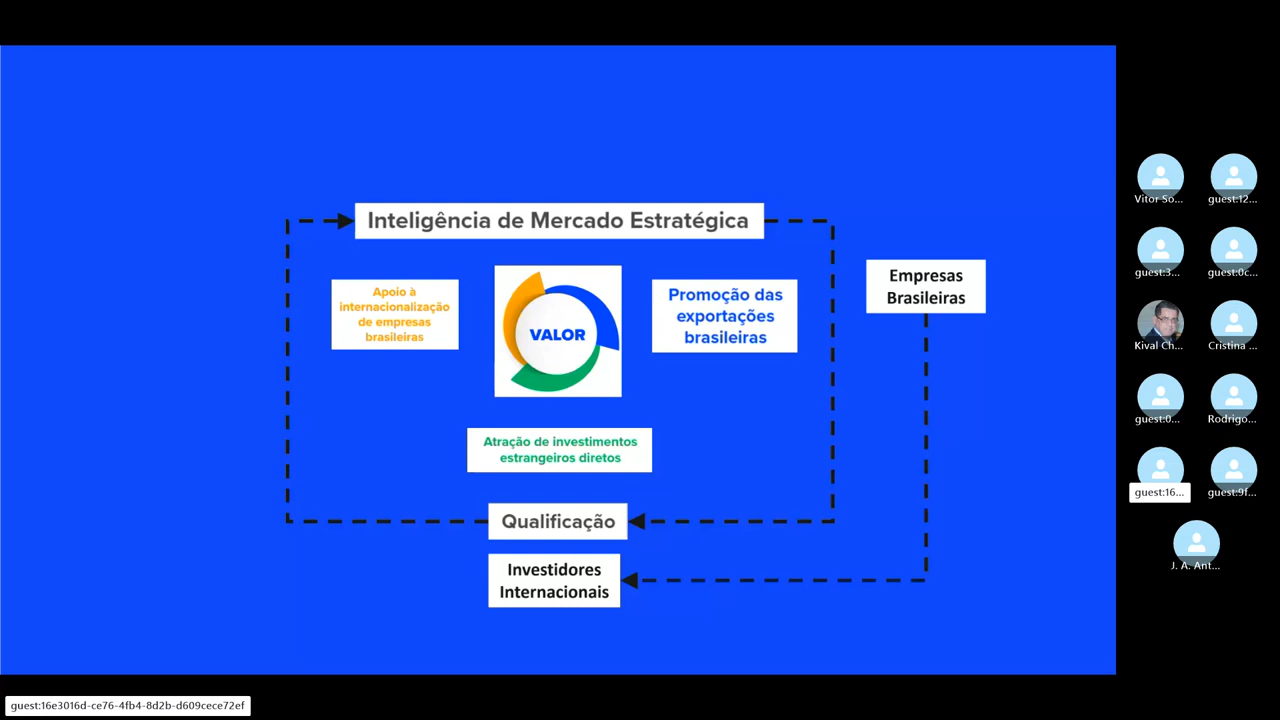 Inteligência de Mercado Estratégica
Apoio à
internacionalização
de empresas
brasileiras
VALOR
Promoção das
exportações
brasileiras
Empresas
Brasileiras
Atração de investimentos
estrangeiros diretos
Qualificação
Investidores
Internacionais
Vitor So...
guest:12...
guest:3...
guest:0c...
Kival Ch...
Cristina ...
guest:0...
Rodrigo...
guest:16...
guest:9f...
J. A. Ant...
guest:16e3016d-ce76-4fb4-8d2b-d609cece72ef